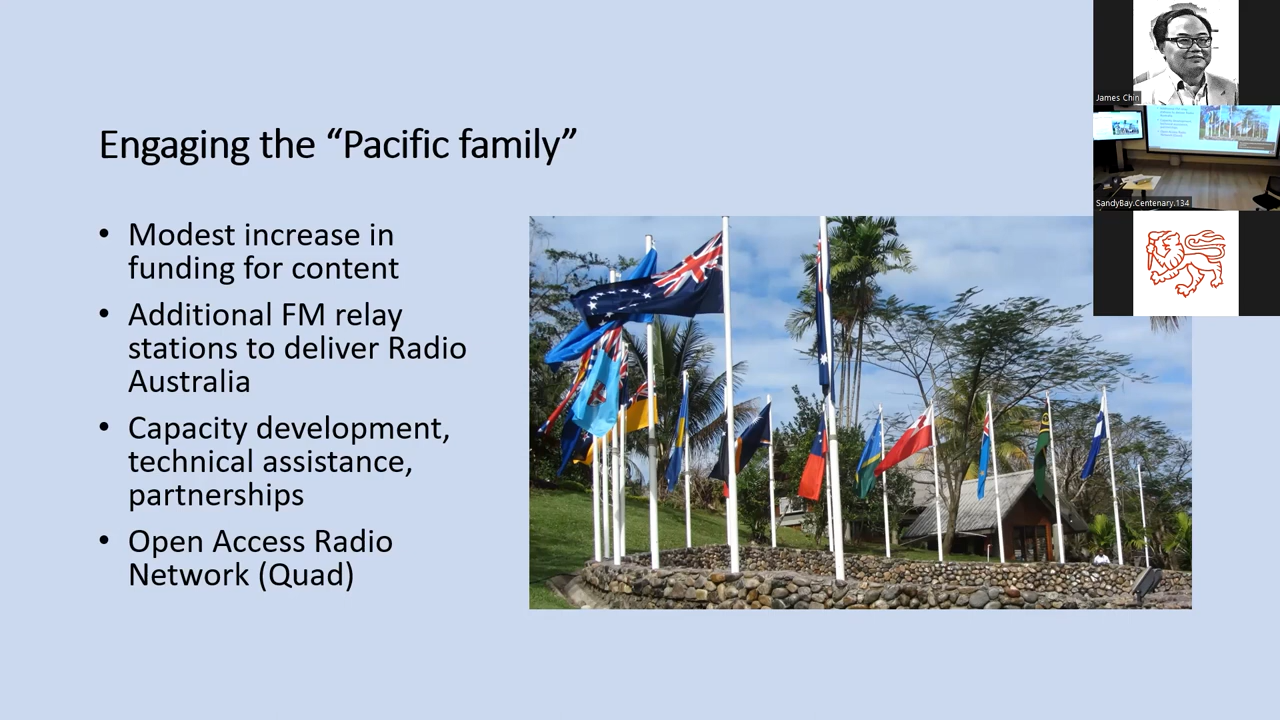 Engaging the “Pacific family”
• Modest increase in
funding for content
• Additional FM relay
stations to deliver Radio
Australia
• Capacity development,
technical assistance,
partnerships
• Open Access Radio
Network (Quad)
James Chin
SandyBay.Centenary.134